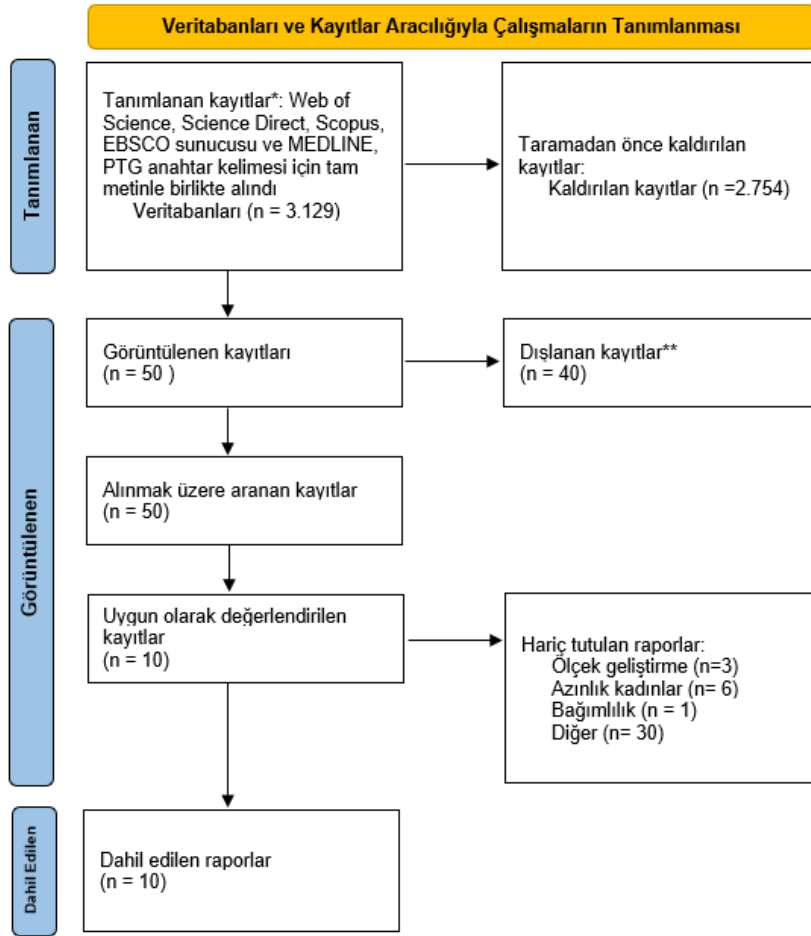 Veritabanları ve Kayıtlar Aracılığıyla Çalışmaların Tanımlanması
Tanımlanan
Tanımlanan kayıtlar*: Web of
Science, Science Direct, Scopus,
EBSCO sunucusu ve MEDLINE,
PTG anahtar kelimesi için tam
metinle birlikte alındı
Veritabanları (n = 3.129)
Taramadan önce kaldırılan
kayıtlar:
Kaldırılan kayıtlar (n =2.754)
Görüntülenen
Görüntülenen kayıtları
(n = 50 )
Dışlanan kayıtlar**
(n = 40)
Alınmak üzere aranan kayıtlar
(n = 50)
Uygun olarak değerlendirilen
kayıtlar
(n = 10)
Hariç tutulan raporlar:
Ölçek geliştirme (n=3)
Azınlık kadınlar (n= 6)
Bağımlılık (n = 1)
Diğer (n= 30)
Dahil Edilen
Dahil edilen raporlar
(n = 10)